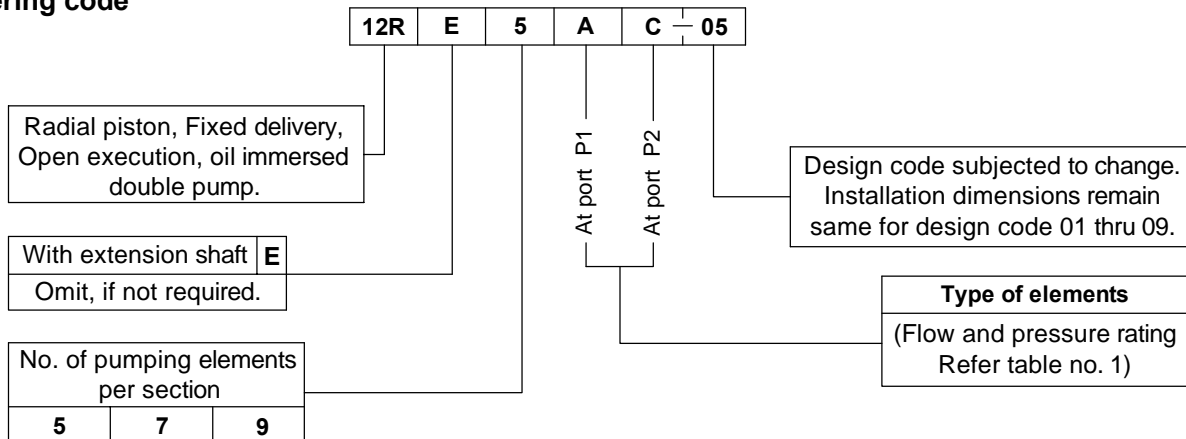 12R E 5 A C – 05
Radial piston, Fixed delivery,
Open execution, oil immersed
double pump.
With extension shaft E
Omit, if not required.
No. of pumping elements
per section
5 7 9
At port P1
At port P2
Design code subjected to change.
Installation dimensions remain
same for design code 01 thru 09.
Type of elements
(Flow and pressure rating
Refer table no. 1)